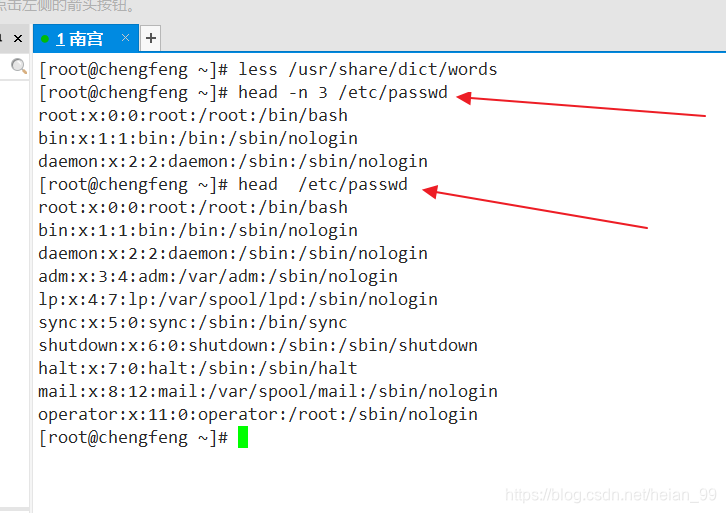 点击左侧的箭头按钮。
1 南宫
[root@chengfeng ~]# less /usr/share/dict/words
[root@chengfeng ~]# head -n 3 /etc/passwd
root:x:0:0:root:/root:/bin/bash
bin:x:1:1:bin:/bin:/sbin/nologin
daemon:x:2:2:daemon:/sbin:/sbin/nologin
[root@chengfeng ~]# head  /etc/passwd
root:x:0:0:root:/root:/bin/bash
bin:x:1:1:bin:/bin:/sbin/nologin
daemon:x:2:2:daemon:/sbin:/sbin/nologin
adm:x:3:4:adm:/var/adm:/sbin/nologin
lp:x:4:7:lp:/var/spool/lpd:/sbin/nologin
sync:x:5:0:sync:/sbin:/bin/sync
shutdown:x:6:0:shutdown:/sbin:/sbin/shutdown
halt:x:7:0:halt:/sbin:/sbin/halt
mail:x:8:12:mail:/var/spool/mail:/sbin/nologin
operator:x:11:0:operator:/root:/sbin/nologin
[root@chengfeng ~]#
https://blog.csdn.net/heian_99